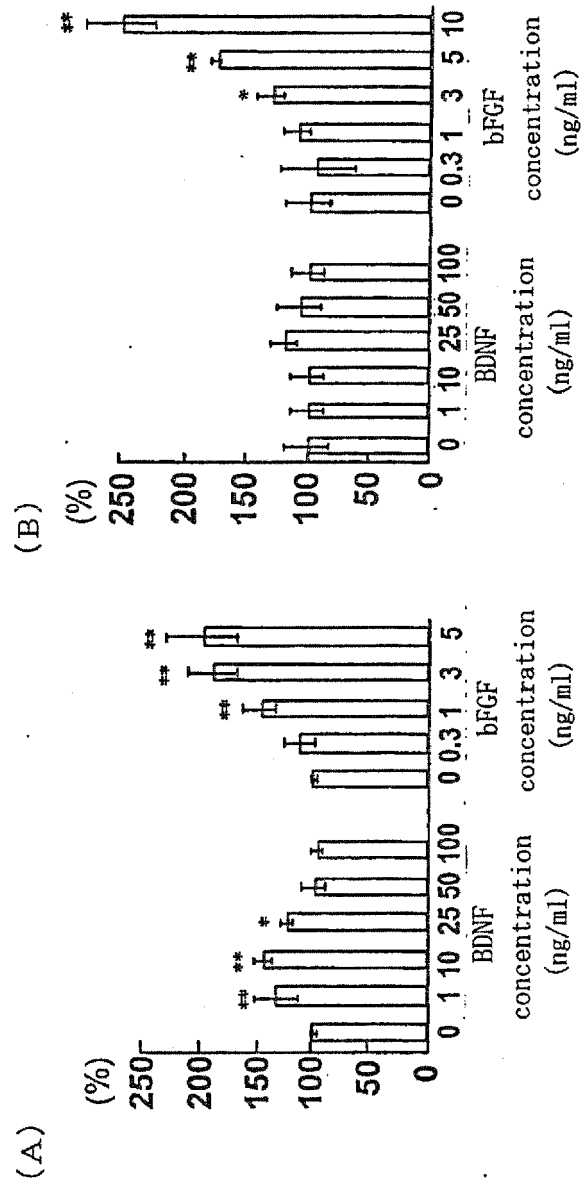 (A)
(%)
250
200
150
100
50
0
** ** * ** ** **
0 1 10 25 50 100 0 0.3 1 3 5
BDNF bFGF
concentration concentration
(ng/ml) (ng/ml)
(B)
(%)
250
200
150
100
50
0
* ** **
0 1 10 25 50 100 0 0.3 1 3 5 10
BDNF bFGF
concentration concentration
(ng/ml) (ng/ml)